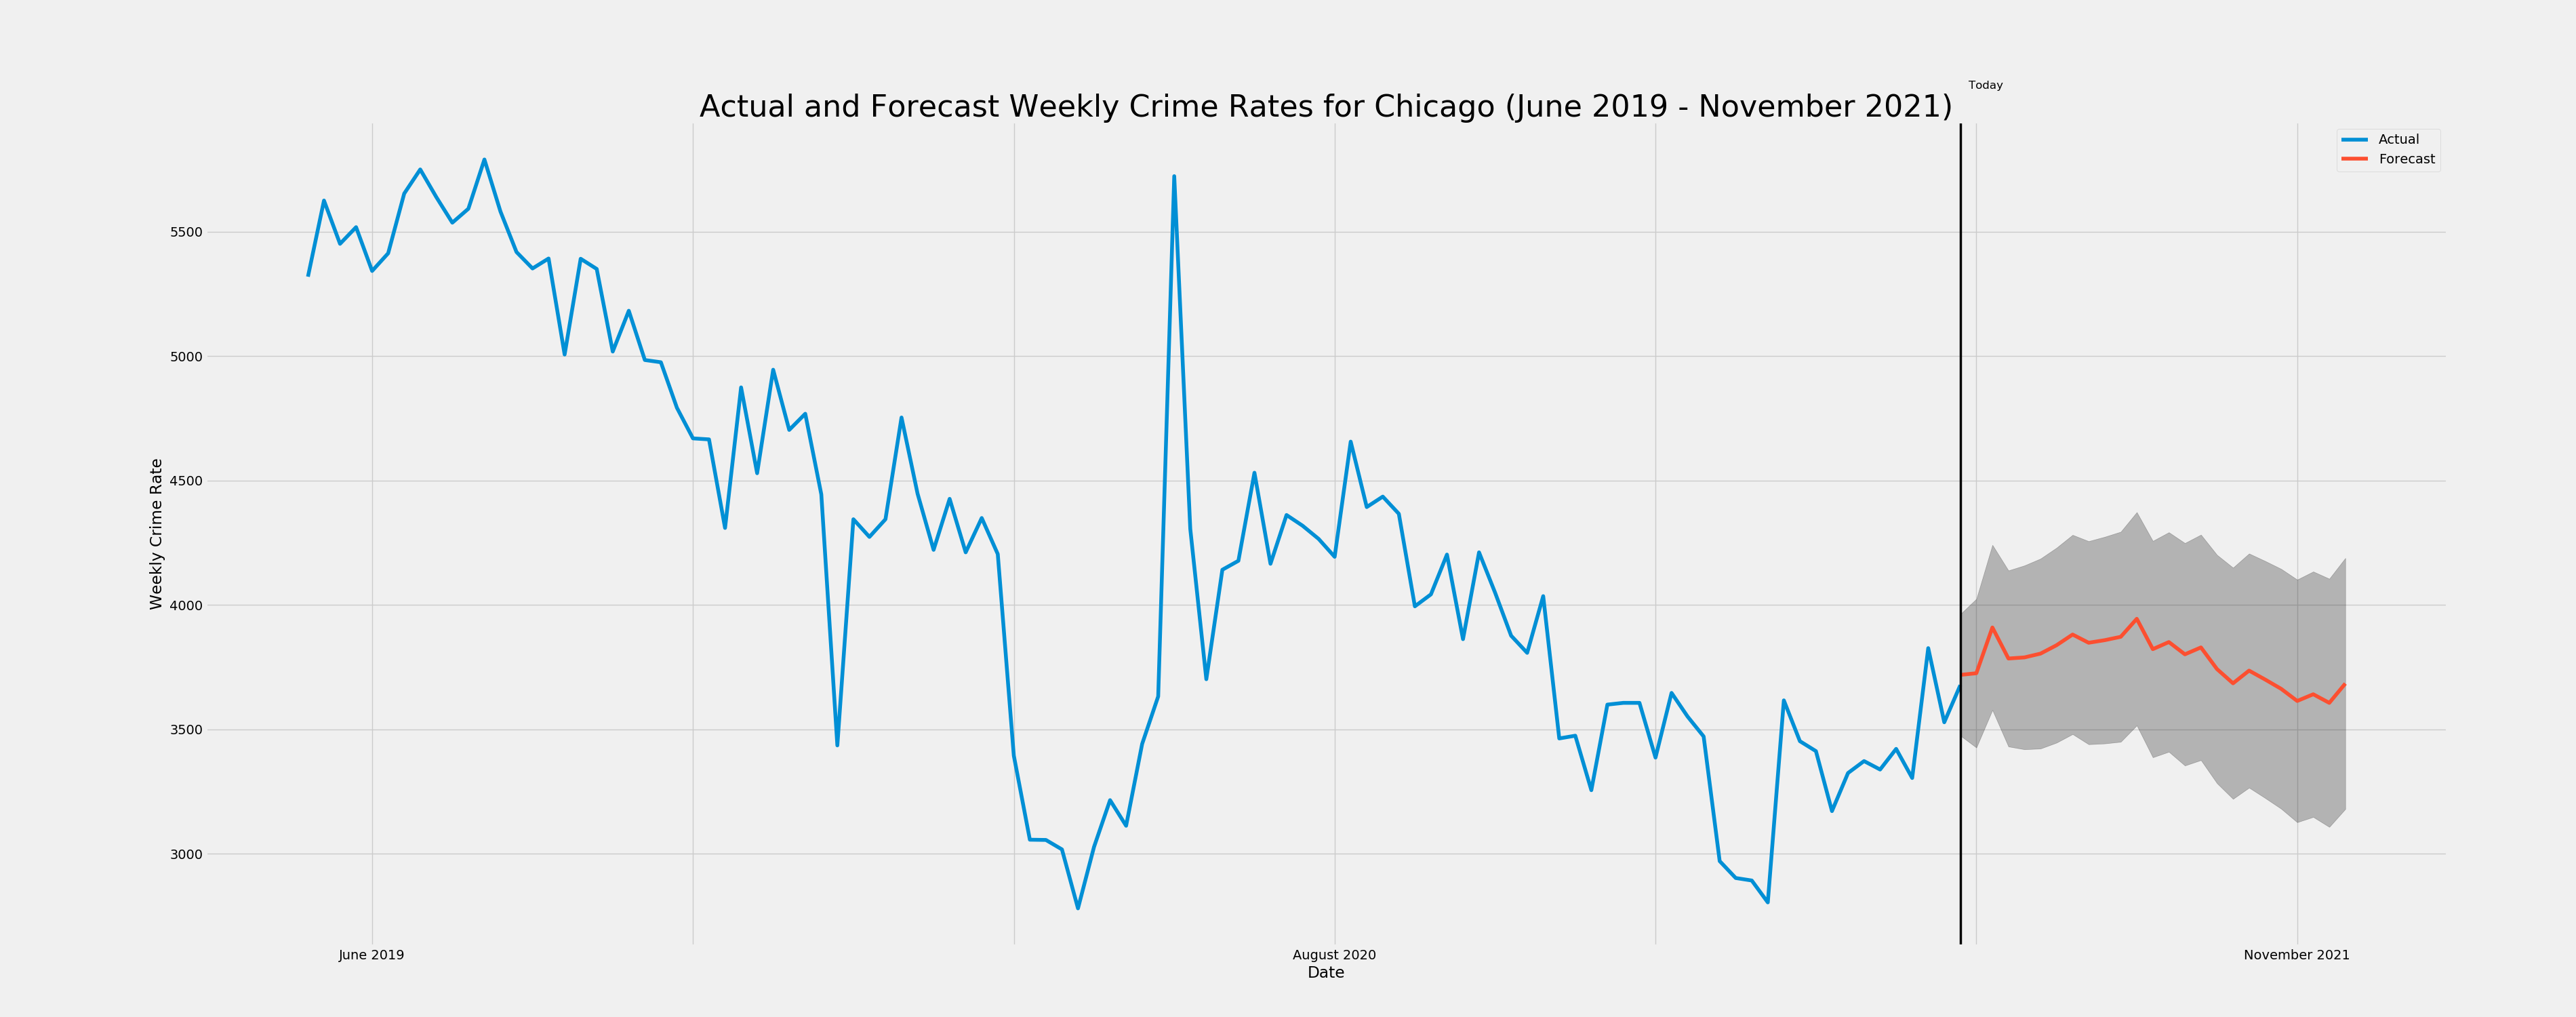 Today
Actual and Forecast Weekly Crime Rates for Chicago (June 2019 - November 2021)
Actual
Forecast
Weekly Crime Rate
5500
5000
4500
4000
3500
3000
June 2019
August 2020
November 2021
Date